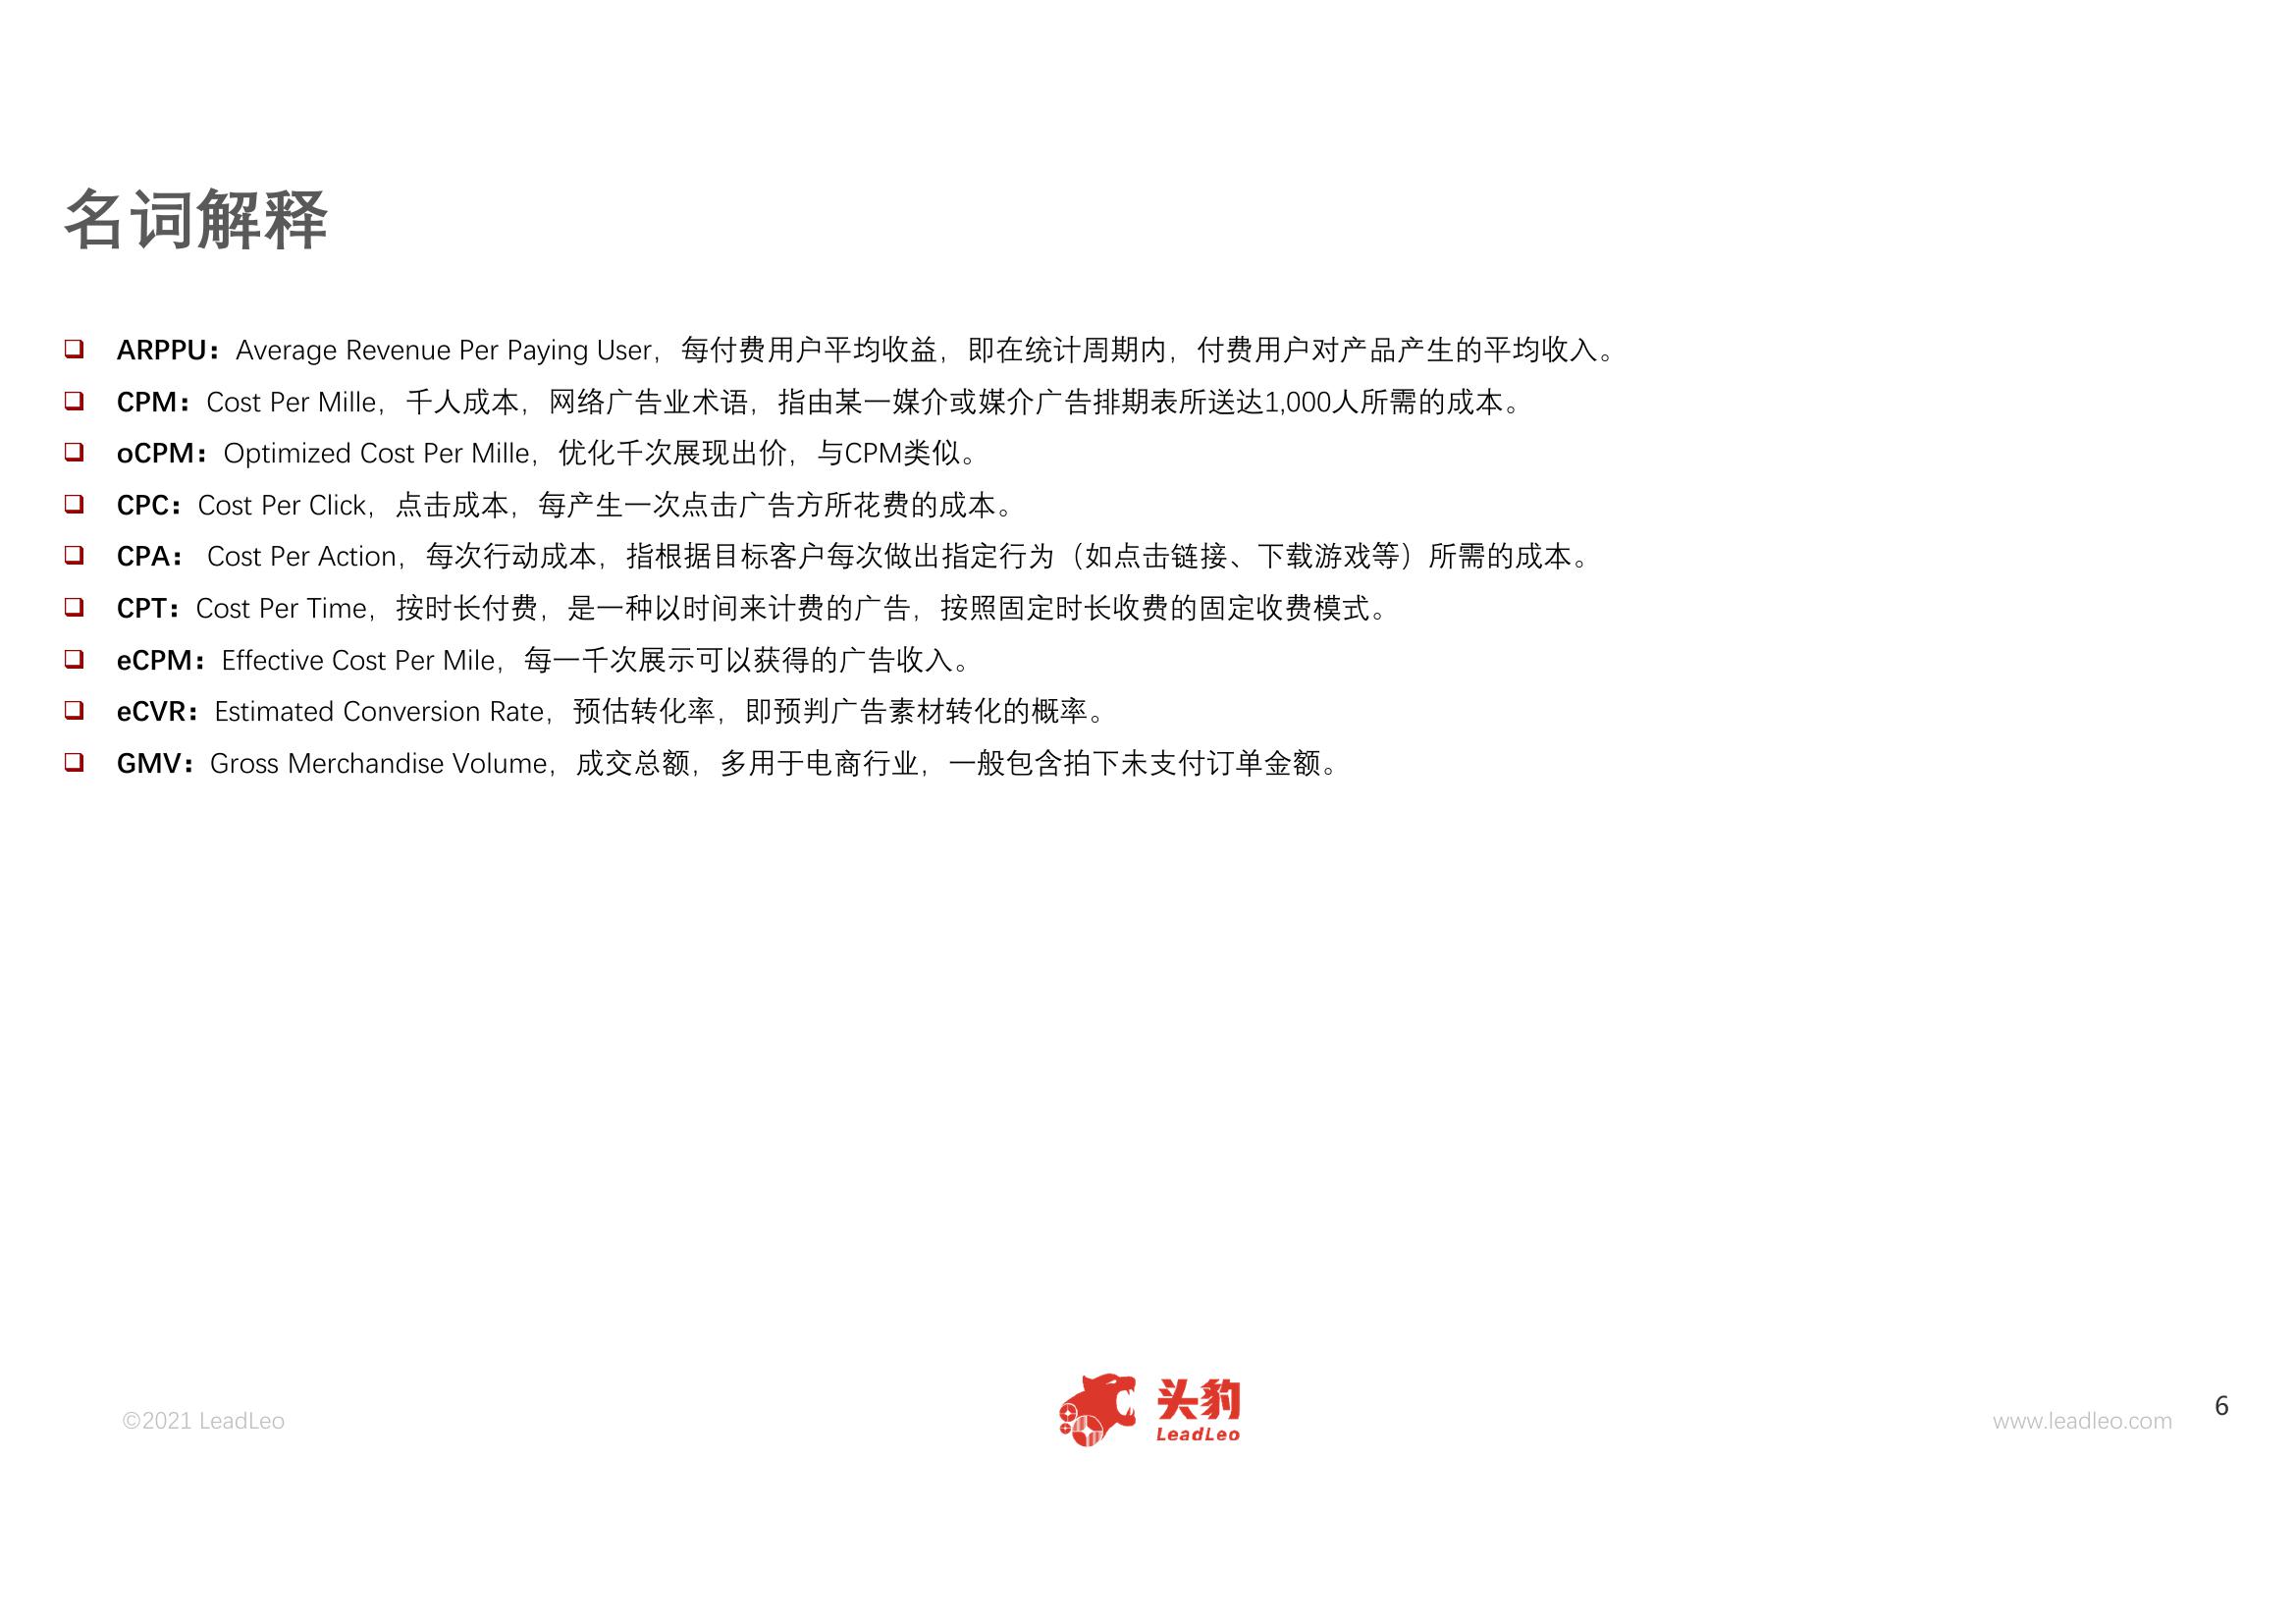 名词解释
ARPPU：Average Revenue Per Paying User，每付费用户平均收益，即在统计周期内，付费用户对产品产生的平均收入。
CPM：Cost Per Mille，千人成本，网络广告业术语，指由某一媒介或媒介广告排期表所送达1,000人所需的成本。
oCPM：Optimized Cost Per Mille，优化千次展现出价，与CPM类似。
CPC：Cost Per Click，点击成本，每产生一次点击广告方所花费的成本。
CPA： Cost Per Action，每次行动成本，指根据目标客户每次做出指定行为（如点击链接、下载游戏等）所需的成本。
CPT：Cost Per Time，按时长付费，是一种以时间来计费的广告，按照固定时长收费的固定收费模式。
eCPM：Effective Cost Per Mile，每一千次展示可以获得的广告收入。
eCVR：Estimated Conversion Rate，预估转化率，即预判广告素材转化的概率。
GMV：Gross Merchandise Volume，成交总额，多用于电商行业，一般包含拍下未支付订单金额。
©2021 LeadLeo
头豹
LeadLeo
www.leadleo.com
6